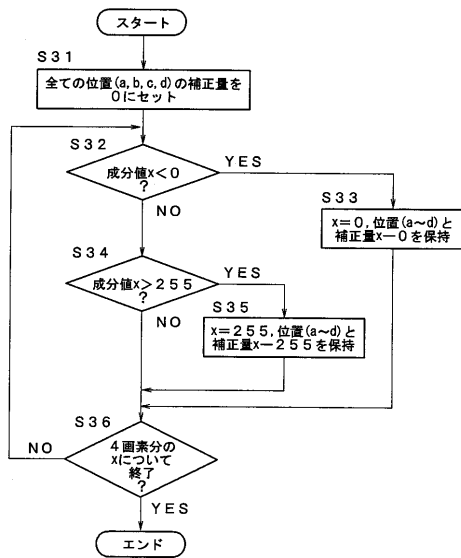 スタート
S31
全ての位置(a,b,c,d)の補正量を
0にセット
S32
成分値x<0
?
YES
NO
S33
x=0,位置(a~d)と
補正量x-0を保持
S34
成分値x>255
?
YES
NO
S35
x=255,位置(a~d)と
補正量x-255を保持
S36
4画素分の
xについて
終了
?
NO
YES
エンド